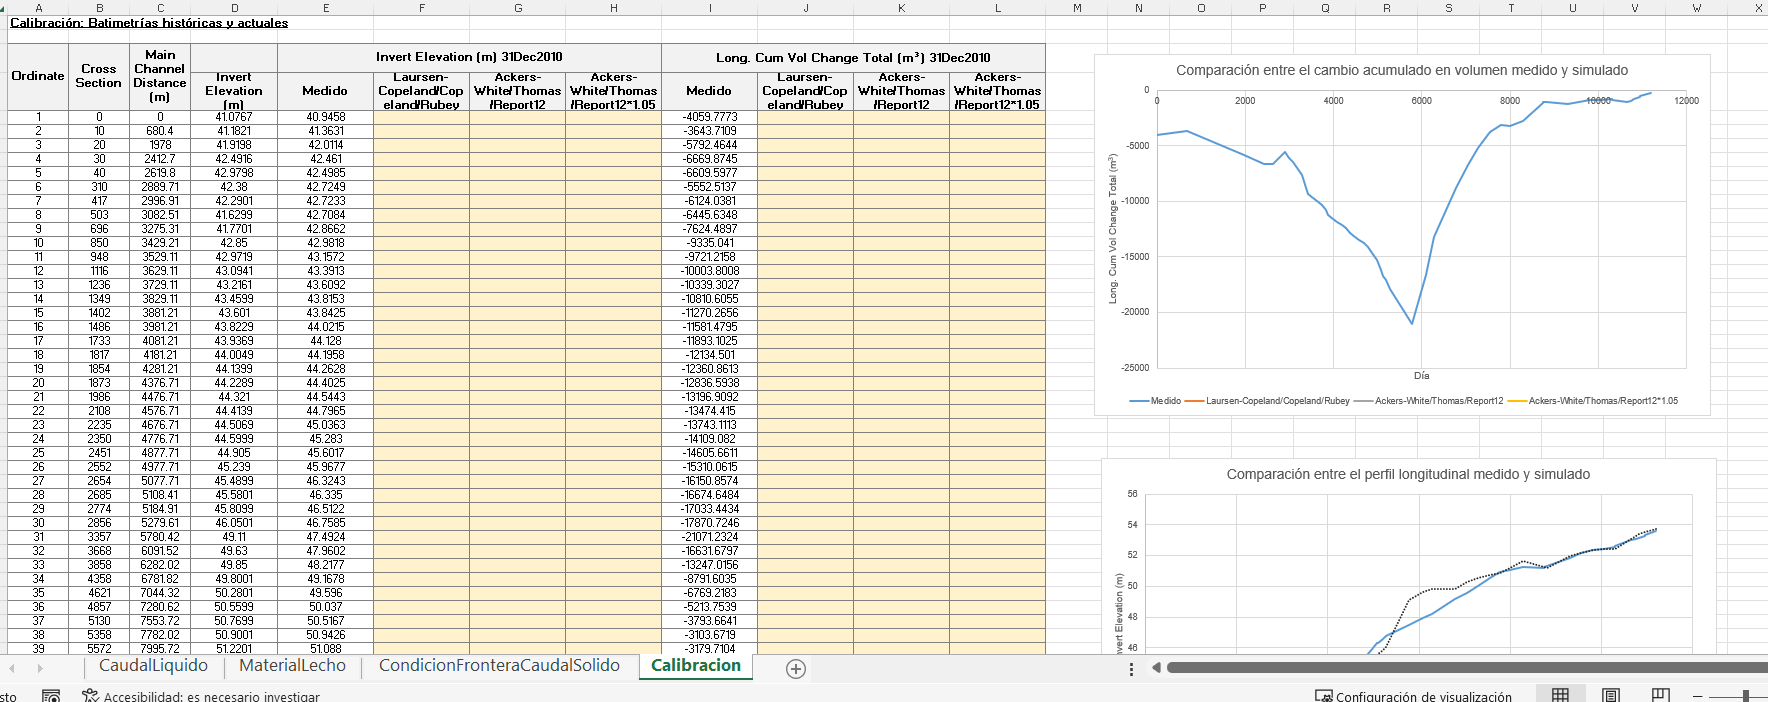 A B C D E F G H I J K L M N O P Q R S T U V W X
Calibración: Batimetrías históricas y actuales
Ordinate Cross Section Main Channel Distance (m) Invert Elevation (m) Invert Elevation (m) 31Dec2010 Long. Cum Vol Change Total (m³) 31Dec2010
Medido Laursen-Copeland/Copeland/Rubey Ackers-White/Thomas/Report12 Ackers-White/Thomas/Report12*1.05 Medido Laursen-Copeland/Copeland/Rubey Ackers-White/Thomas/Report12 Ackers-White/Thomas/Report12*1.05
1 0 0 41.0767 40.9458 -4059.7773
2 10 680.4 41.1821 41.3631 -3643.7109
3 20 1978 41.9198 42.0114 -5792.4644
4 30 2412.7 42.4916 42.461 -6669.8745
5 40 2619.8 42.9798 42.4985 -6609.5977
6 310 2889.71 42.38 42.7249 -5552.5137
7 417 2996.91 42.2901 42.7233 -6124.0381
8 503 3082.51 41.6299 42.7084 -6445.6348
9 696 3275.31 41.7701 42.8662 -7624.4897
10 850 3429.21 42.85 42.9818 -9335.041
11 948 3529.11 42.9719 43.1572 -9721.2158
12 1116 3629.11 43.0941 43.3913 -10003.8008
13 1236 3729.11 43.2161 43.6092 -10339.3027
14 1349 3829.11 43.4599 43.8153 -10810.6055
15 1402 3881.21 43.601 43.8425 -11270.2656
16 1486 3981.21 43.8229 44.0215 -11581.4795
17 1733 4081.21 43.9369 44.128 -11893.1025
18 1817 4181.21 44.0049 44.1958 -12134.501
19 1854 4281.21 44.1399 44.2628 -12360.8613
20 1873 4376.71 44.2289 44.4025 -12836.5938
21 1986 4476.71 44.321 44.5443 -13196.9092
22 2108 4576.71 44.4139 44.7965 -13474.415
23 2235 4676.71 44.5069 45.0363 -13743.1113
24 2350 4776.71 44.5999 45.283 -14109.082
25 2451 4877.71 44.905 45.6017 -14605.6611
26 2552 4977.71 45.239 45.9677 -15310.0615
27 2654 5077.71 45.4899 46.3243 -16150.8574
28 2685 5108.41 45.5801 46.335 -16674.6484
29 2774 5184.91 45.8099 46.5122 -17033.4434
30 2856 5279.61 46.0501 46.7585 -17870.7246
31 3357 5780.42 49.11 47.4924 -21071.2324
32 3668 6091.52 49.63 47.9602 -16631.6797
33 3858 6282.02 49.85 48.2177 -13247.0156
34 4358 6781.82 49.8001 49.1678 -8791.6035
35 4621 7044.32 50.2801 49.596 -6769.2183
36 4857 7280.62 50.5599 50.037 -5213.7539
37 5130 7553.72 50.7699 50.5167 -3793.6641
38 5358 7782.02 50.9001 50.9426 -3103.6719
39 5572 7995.72 51.2201 51.088 -3179.7104
Comparación entre el cambio acumulado en volumen medido y simulado
0
0 2000 4000 6000 8000 10000 12000
-5000
-10000
-15000
-20000
-25000
Long. Cum Vol Change Total (m³)
Día
Medido Laursen-Copeland/Copeland/Rubey Ackers-White/Thomas/Report12 Ackers-White/Thomas/Report12*1.05
Comparación entre el perfil longitudinal medido y simulado
56
54
52
50
48
46
vert Elevation (m)
CaudalLiquido MaterialLecho CondicionFronteraCaudalSolido Calibracion
sto Accesibilidad: es necesario investigar Configuración de visualización